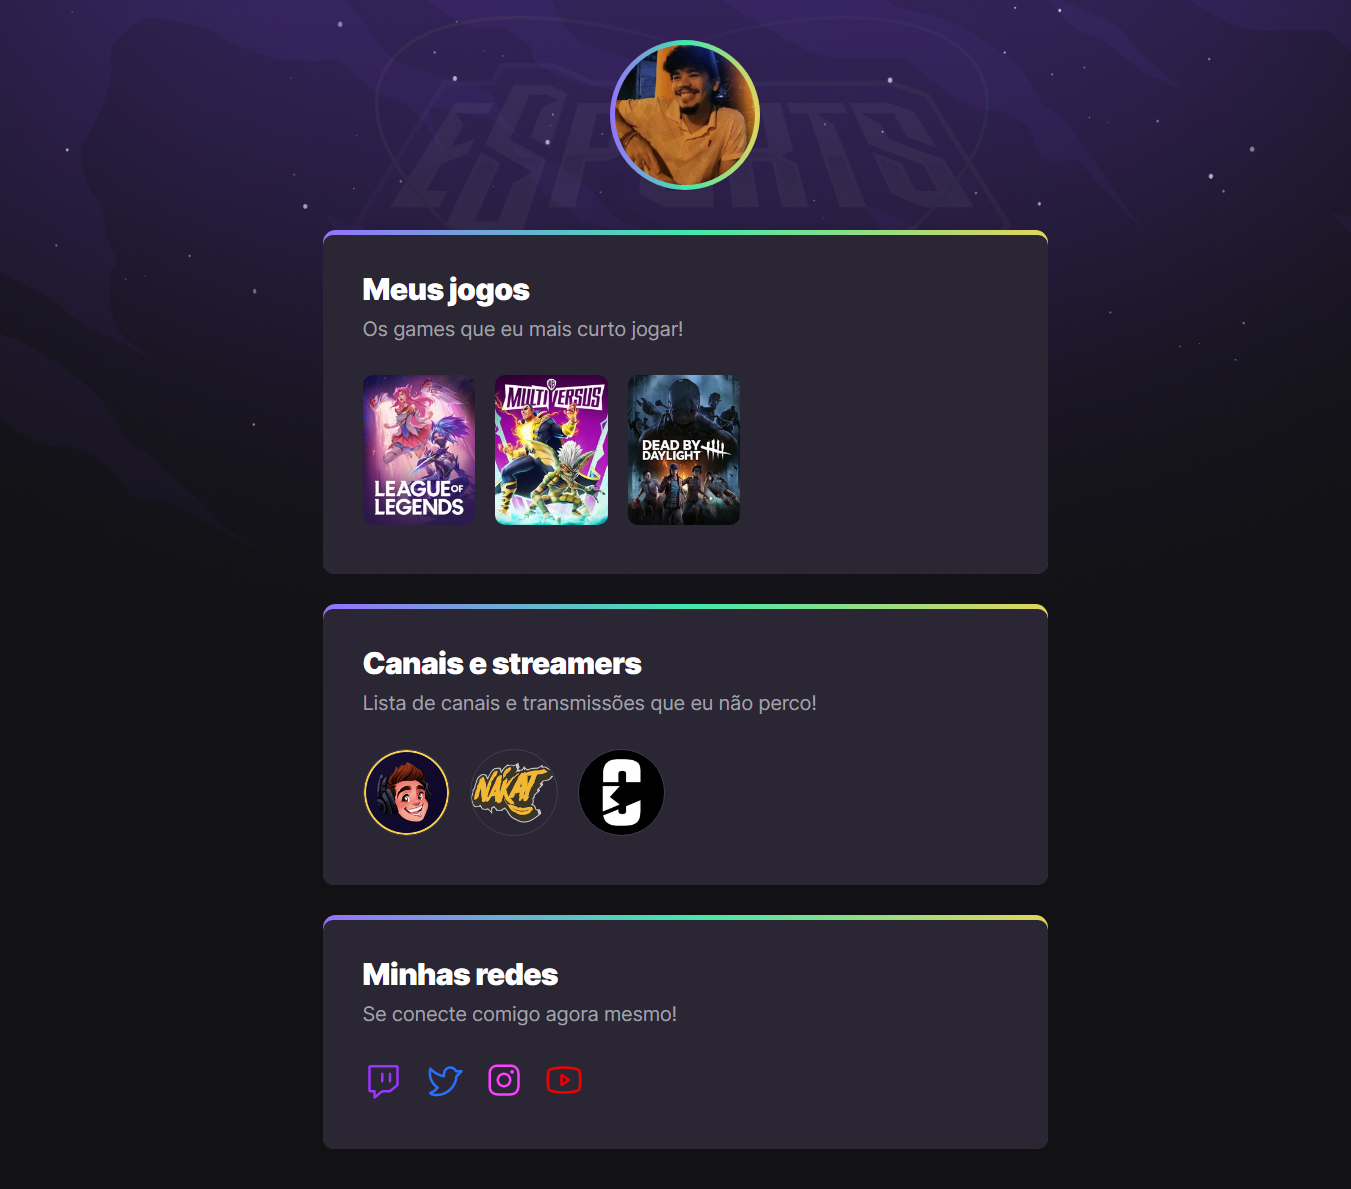 ESPORTS
Meus jogos
Os games que eu mais curto jogar!
LEAGUE OF
LEGENDS
MULTIVERSUS
DEAD BY
DAYLIGHT
Canais e streamers
Lista de canais e transmissões que eu não perco!
NAKAT
Minhas redes
Se conecte comigo agora mesmo!